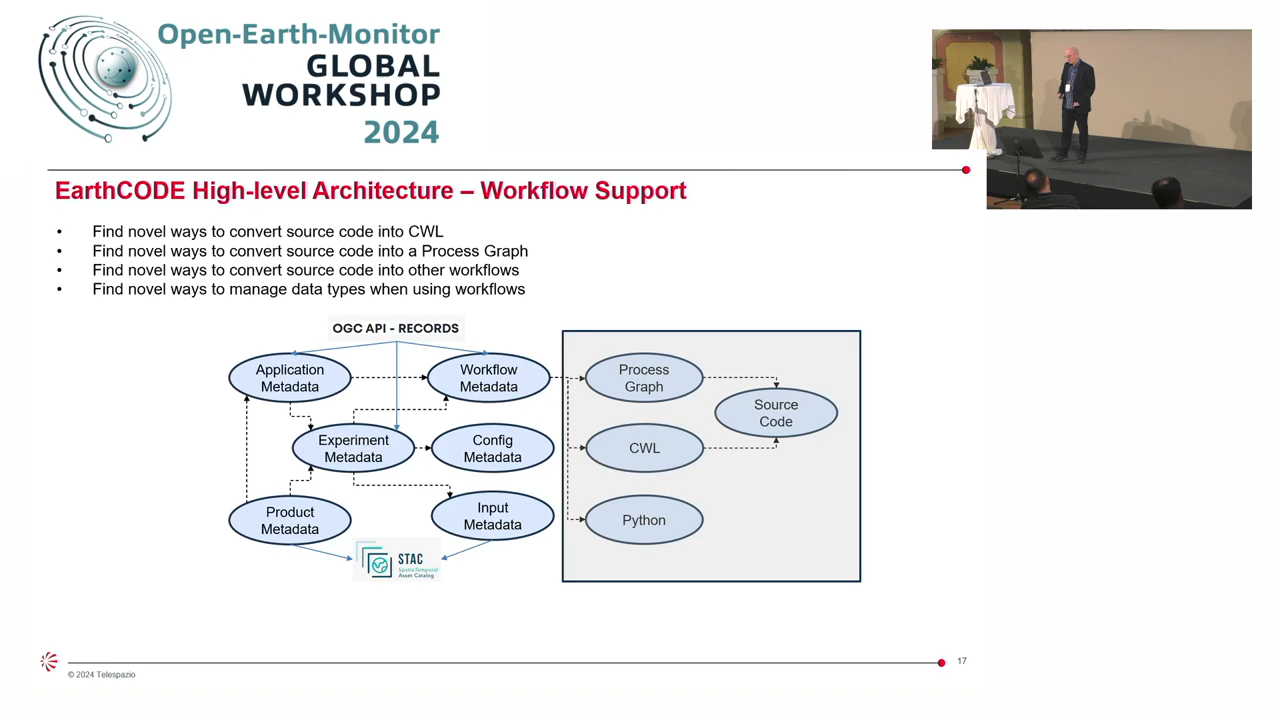 Open-Earth-Monitor
GLOBAL
WORKSHOP
2024
EarthCODE High-level Architecture – Workflow Support
• Find novel ways to convert source code into CWL
• Find novel ways to convert source code into a Process Graph
• Find novel ways to convert source code into other workflows
• Find novel ways to manage data types when using workflows
OGC API - RECORDS
Application
Metadata
Workflow
Metadata
Process
Graph
Source
Code
Experiment
Metadata
Config
Metadata
CWL
Product
Metadata
Input
Metadata
Python
STAC
SpatioTemporal
Asset Catalog
17
© 2024 Telespazio